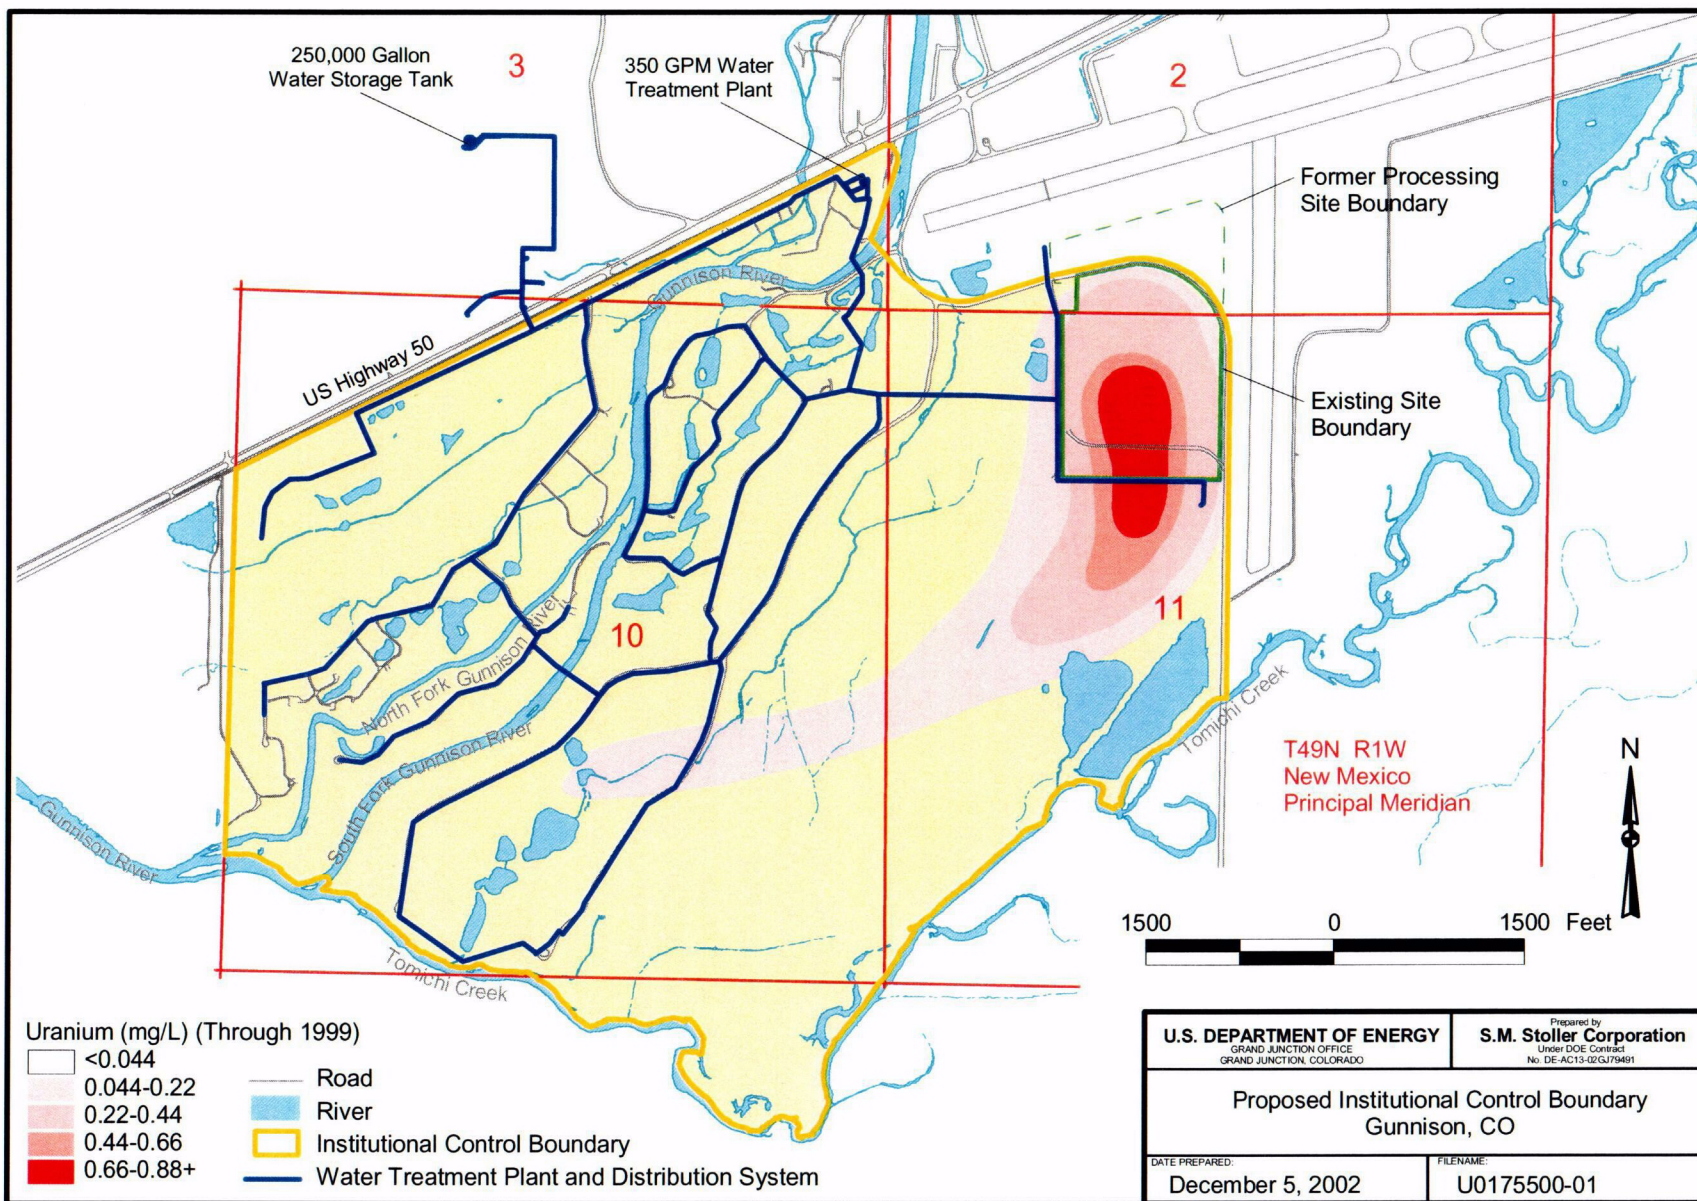 250,000 Gallon
Water Storage Tank
3
350 GPM Water
Treatment Plant
2
Former Processing
Site Boundary
Gunnison River
US Highway 50
Existing Site
Boundary
11
10
North Fork Gunnison River
South Fork Gunnison River
Gunnison River
Tomichi Creek
Tomichi Creek
T49N R1W
New Mexico
Principal Meridian
N
1500 0 1500 Feet
Uranium (mg/L) (Through 1999)
<0.044
0.044-0.22
0.22-0.44
0.44-0.66
0.66-0.88+
Road
River
Institutional Control Boundary
Water Treatment Plant and Distribution System
U.S. DEPARTMENT OF ENERGY
GRAND JUNCTION OFFICE
GRAND JUNCTION, COLORADO
Prepared by
S.M. Stoller Corporation
Under DOE Contract
No. DE-AC13-02GJ79491
Proposed Institutional Control Boundary
Gunnison, CO
DATE PREPARED:
December 5, 2002
FILENAME:
U0175500-01